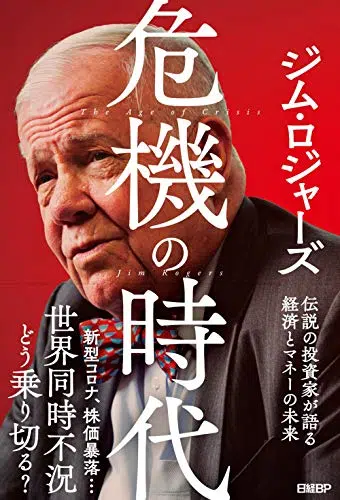 危機の時代
The Age of Crisis
Jim Rogers
ジム・ロジャーズ
伝説の投資家が語る
経済とマネーの未来
新型コロナ、株価暴落…
世界同時不況
どう乗り切る?
日経BP